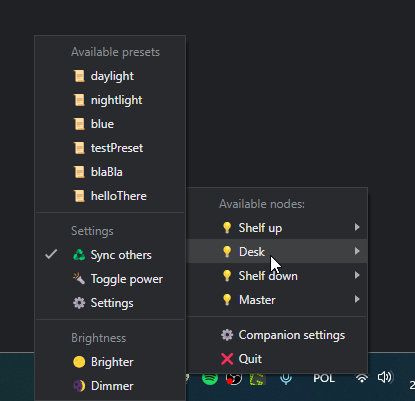 Available presets
daylight
nightlight
blue
testPreset
blaBla
helloThere
Settings
Sync others
Toggle power
Settings
Brightness
Brighter
Dimmer
Available nodes:
Shelf up
Desk
Shelf down
Master
Companion settings
Quit
POL
2